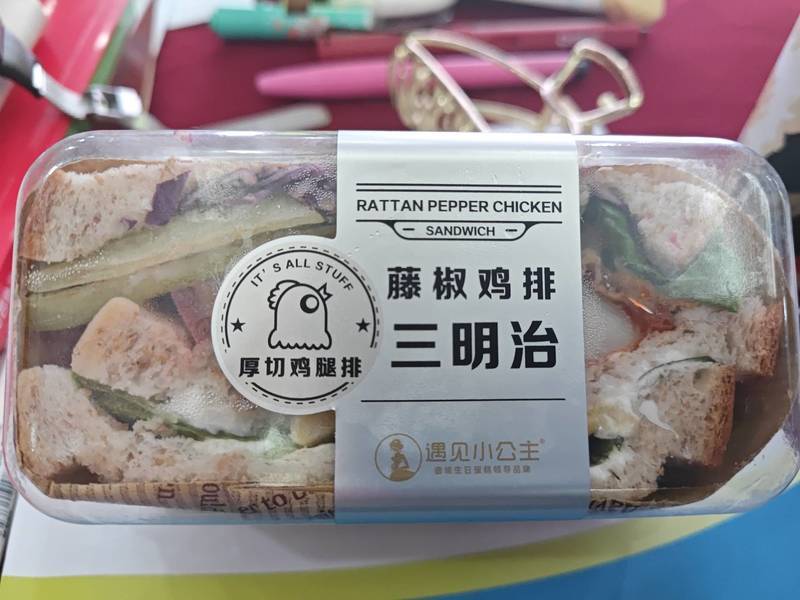 RATTAN PEPPER CHICKEN
SANDWICH
藤椒鸡排
三明治
IT'S ALL STUFF
厚切鸡腿排
遇见小公主®